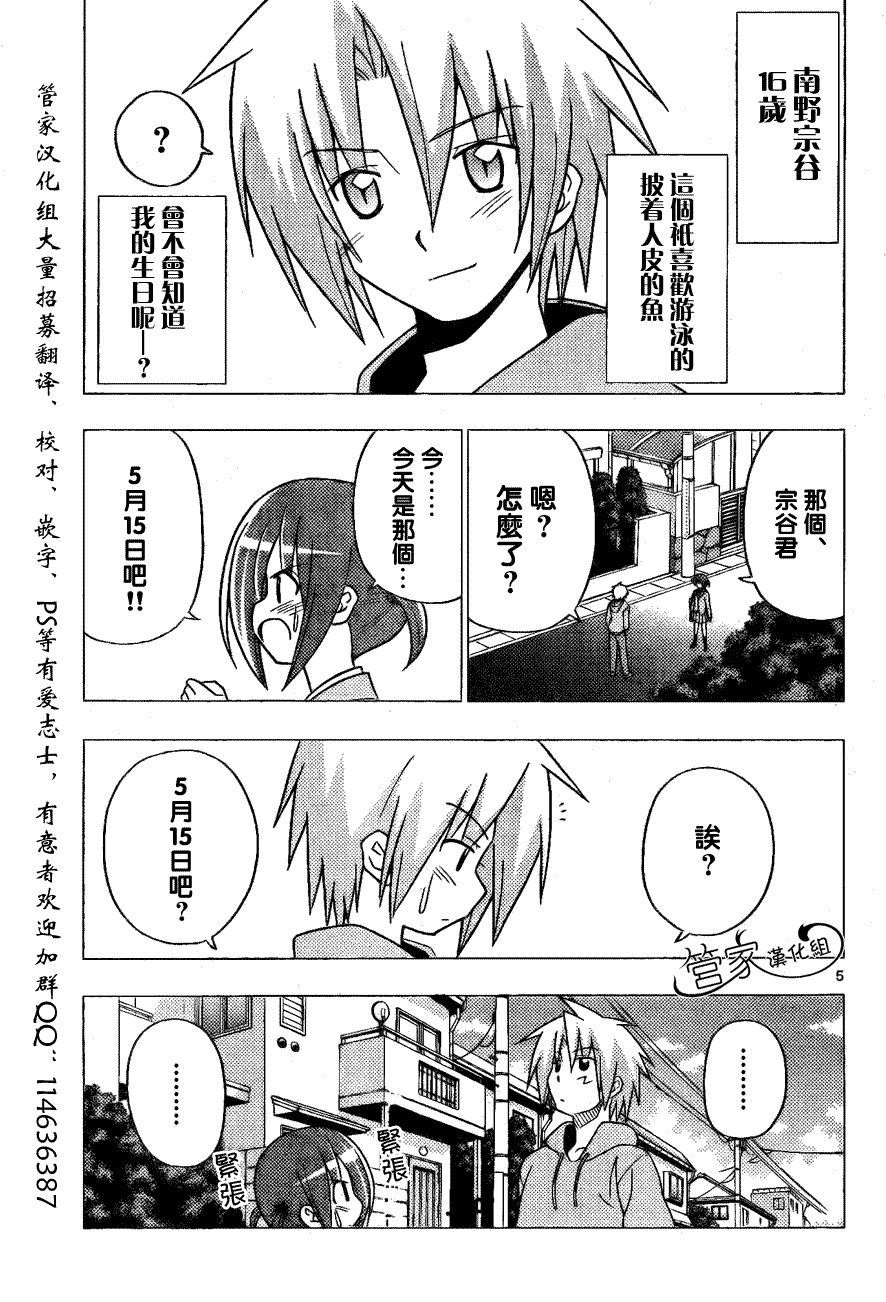 南野宗谷
16歲
這個衹喜歡游泳的
披着人皮的魚
？
會不會知道
我的生日呢—？
那個、
宗谷君
嗯？
怎麼了？
今……
今天是那個…
5月15日吧!!
誒？
5月15日吧？
管家漢化組
5
………
………
緊張
緊張
管家汉化组大量招募翻译、校对、嵌字、PS等有爱志士，有意者欢迎加群QQ：114636387